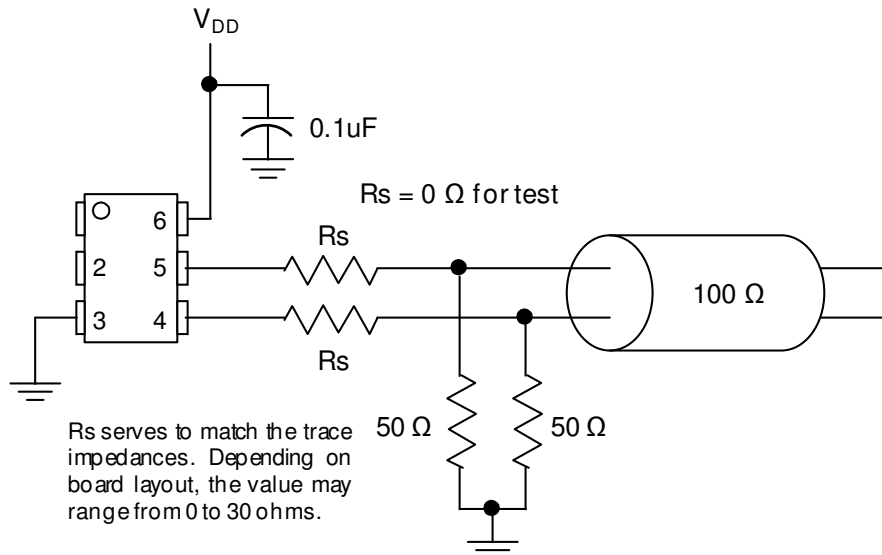 VDD
0.1uF
Rs = 0 Ω for test
6
Rs
2 5
100 Ω
3 4
Rs
50 Ω 50 Ω
Rs serves to match the trace
impedances. Depending on
board layout, the value may
range from 0 to 30 ohms.